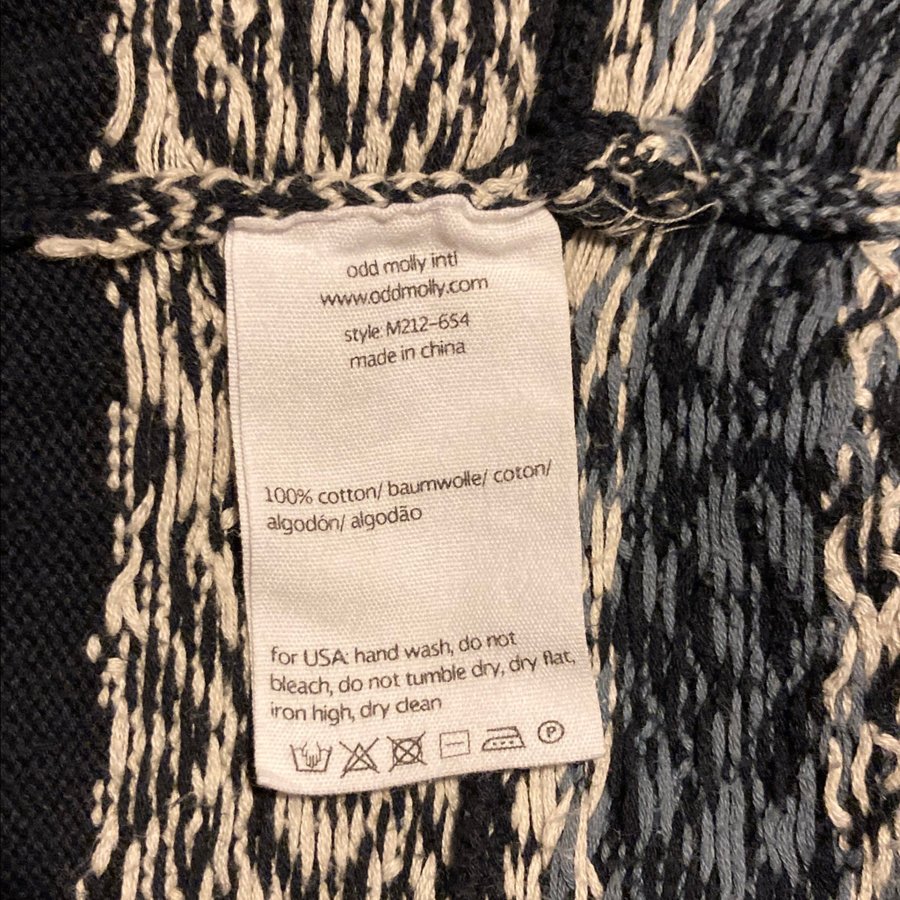 odd molly intl
www.oddmolly.com
style: M212-654
made in china
100% cotton/ baumwolle/ coton/
algodón/ algodão
for USA: hand wash, do not
bleach, do not tumble dry, dry flat,
iron high, dry clean
P